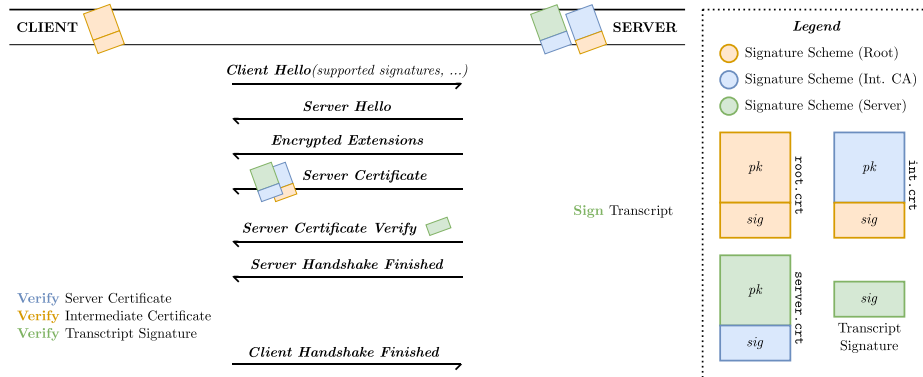 CLIENT
SERVER
Client Hello(supported signatures, ...)
Server Hello
Encrypted Extensions
Server Certificate
Sign Transcript
Server Certificate Verify
Server Handshake Finished
Verify Server Certificate
Verify Intermediate Certificate
Verify Transctript Signature
Client Handshake Finished
Legend
Signature Scheme (Root)
Signature Scheme (Int. CA)
Signature Scheme (Server)
pk
sig
root.crt
pk
sig
int.crt
pk
sig
server.crt
sig
Transcript
Signature